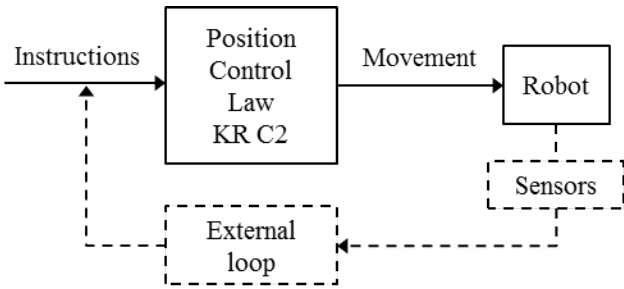 Instructions
Position
Control
Law
KR C2
Movement
Robot
Sensors
External
loop